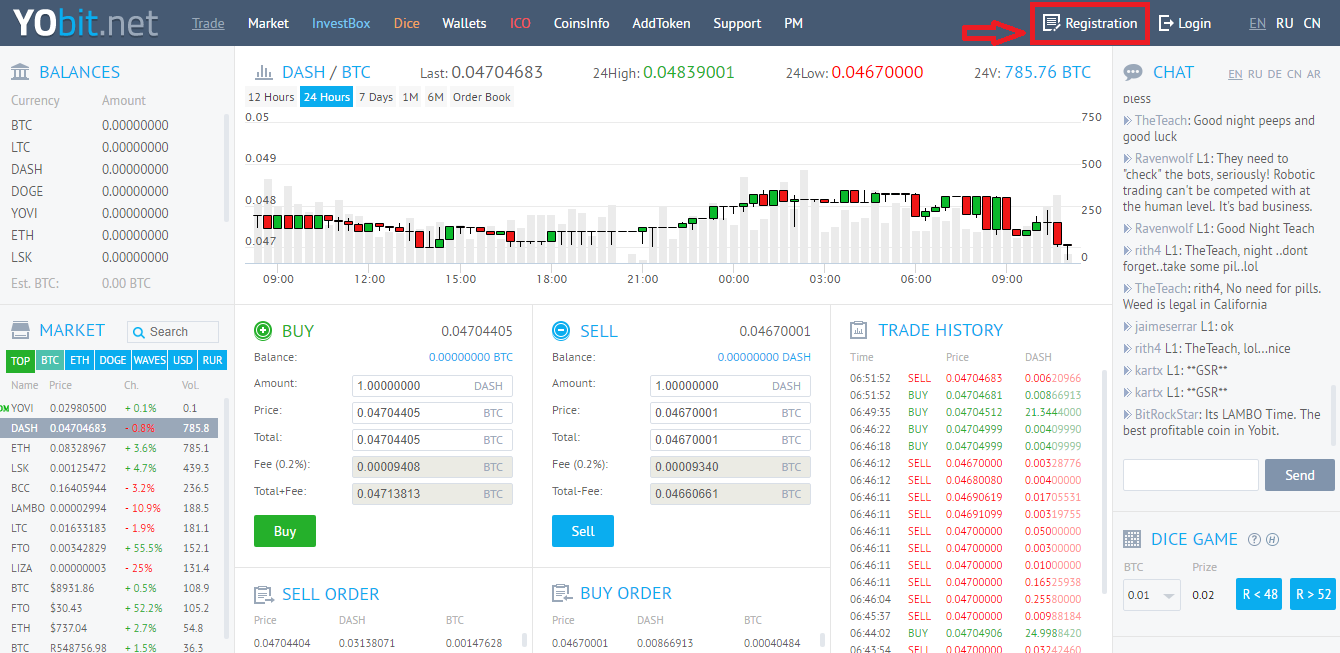 YObit.net
Trade Market InvestBox Dice Wallets ICO CoinsInfo AddToken Support PM Registration Login EN RU CN
BALANCES
Currency Amount
BTC 0.00000000
LTC 0.00000000
DASH 0.00000000
DOGE 0.00000000
YOVI 0.00000000
ETH 0.00000000
LSK 0.00000000
Est. BTC: 0.00 BTC
MARKET
Search
TOP BTC ETH DOGE WAVES USD RUR
Name Price Ch. Vol.
YOVI 0.02980500 + 0.1% 0.1
DASH 0.04704683 - 0.8% 785.8
ETH 0.08328967 + 3.6% 785.1
LSK 0.00125472 + 4.7% 439.3
BCC 0.16405944 - 3.2% 236.5
LAMBO 0.00002994 - 10.9% 188.5
LTC 0.01633183 - 1.9% 181.1
FTO 0.00342829 + 55.5% 152.1
LIZA 0.00000003 - 25% 131.4
BTC $8931.86 + 0.5% 108.9
FTO $30.43 + 52.2% 105.2
ETH $737.04 + 2.7% 54.8
BTC R548756.98 + 1.5% 36.3
DASH / BTC Last: 0.04704683 24High: 0.04839001 24Low: 0.04670000 24V: 785.76 BTC
12 Hours 24 Hours 7 Days 1M 6M Order Book
0.05 750
0.049 500
0.048 250
0.047 0
09:00 12:00 15:00 18:00 21:00 00:00 03:00 06:00 09:00
BUY 0.04704405
Balance: 0.00000000 BTC
Amount: 1.00000000 DASH
Price: 0.04704405 BTC
Total: 0.04704405 BTC
Fee (0.2%): 0.00009408 BTC
Total+Fee: 0.04713813 BTC
Buy
SELL 0.04670001
Balance: 0.00000000 DASH
Amount: 1.00000000 DASH
Price: 0.04670001 BTC
Total: 0.04670001 BTC
Fee (0.2%): 0.00009340 BTC
Total-Fee: 0.04660661 BTC
Sell
SELL ORDER
Price DASH BTC
0.04704404 0.03138071 0.00147628
BUY ORDER
Price DASH BTC
0.04670001 0.00866913 0.00040484
TRADE HISTORY
Time Price DASH
06:51:52 SELL 0.04704683 0.00620966
06:51:52 BUY 0.04704681 0.00866913
06:49:35 BUY 0.04704512 21.3444000
06:46:22 BUY 0.04704999 0.00409990
06:46:18 BUY 0.04704999 0.00409999
06:46:12 SELL 0.04670000 0.00328776
06:46:12 SELL 0.04680080 0.00400000
06:46:11 SELL 0.04690619 0.01705531
06:46:11 SELL 0.04691099 0.00319755
06:46:11 SELL 0.04700000 0.05000000
06:46:11 SELL 0.04700000 0.00300000
06:46:11 SELL 0.04700000 0.01000000
06:46:11 SELL 0.04700000 0.16525938
06:46:04 SELL 0.04700000 0.25580000
06:45:37 SELL 0.04700000 0.00988184
06:44:02 BUY 0.04704906 24.9988420
06:43:54 SELL 0.04700000 0.03242460
CHAT EN RU DE CN AR
bless
TheTeach: Good night peeps and
good luck
Ravenwolf L1: They need to
"check" the bots, seriously! Robotic
trading can't be competed with at
the human level. It's bad business.
Ravenwolf L1: Good Night Teach
rith4 L1: TheTeach, night ..dont
forget..take some pil..lol
TheTeach: rith4, No need for pills.
Weed is legal in California
jaimeserrar L1: ok
rith4 L1: TheTeach, lol...nice
kartx L1: **GSR**
kartx L1: **GSR**
BitRockStar: Its LAMBO Time. The
best profitable coin in Yobit.
Send
DICE GAME ? H
BTC Prize
0.01 0.02 R < 48 R > 52